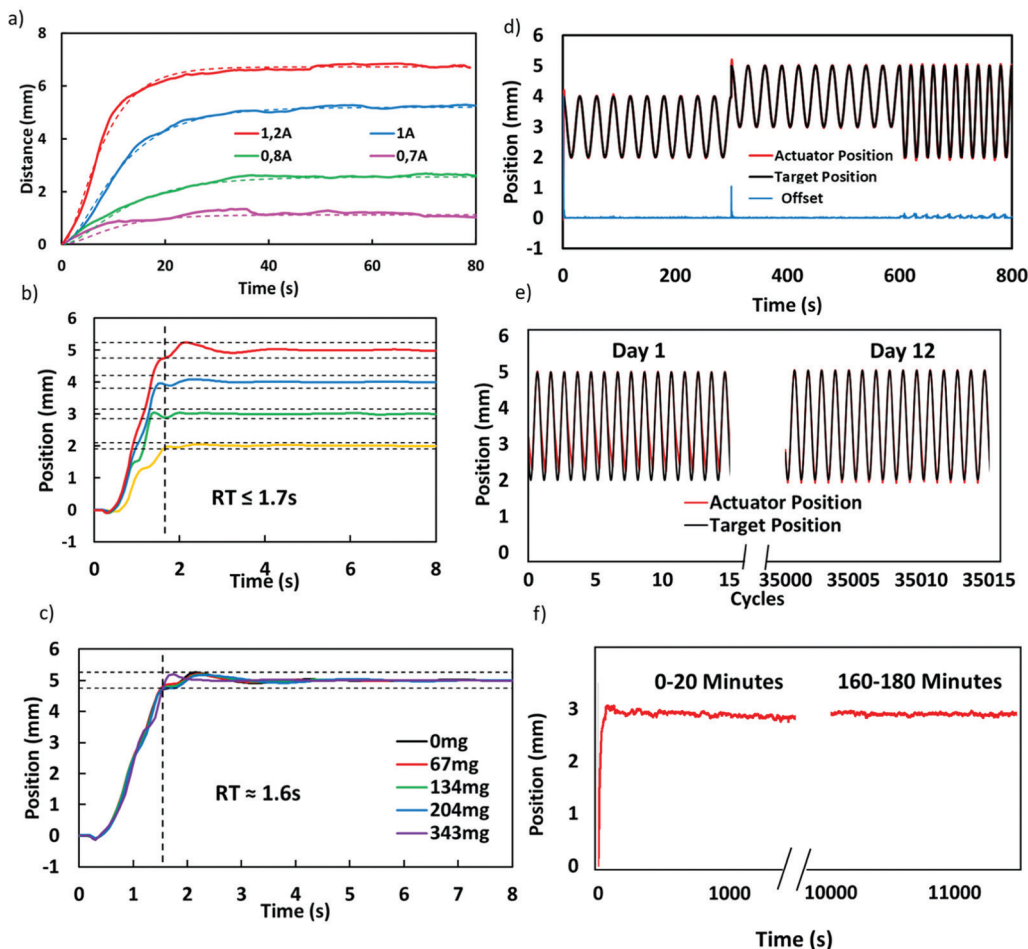 a)
8
6
4
2
0
Distance (mm)
1,2A
1A
0,8A
0,7A
0 20 40 60 80
Time (s)
b)
6
5
4
3
2
1
0
-1
Position (mm)
RT ≤ 1.7s
0 2 4 6 8
Time (s)
c)
6
5
4
3
2
1
0
-1
Position (mm)
RT ≈ 1.6s
0mg
67mg
134mg
204mg
343mg
0 1 2 3 4 5 6 7 8
Time (s)
d)
6
5
4
3
2
1
0
-1
Position (mm)
Actuator Position
Target Position
Offset
0 200 400 600 800
Time (s)
e)
6
5
4
3
2
1
0
Position (mm)
Day 1 Day 12
Actuator Position
Target Position
0 5 10 15 35000 35005 35010 35015
Cycles
f)
3
2
1
0
Position (mm)
0-20 Minutes 160-180 Minutes
0 1000 10000 11000
Time (s)